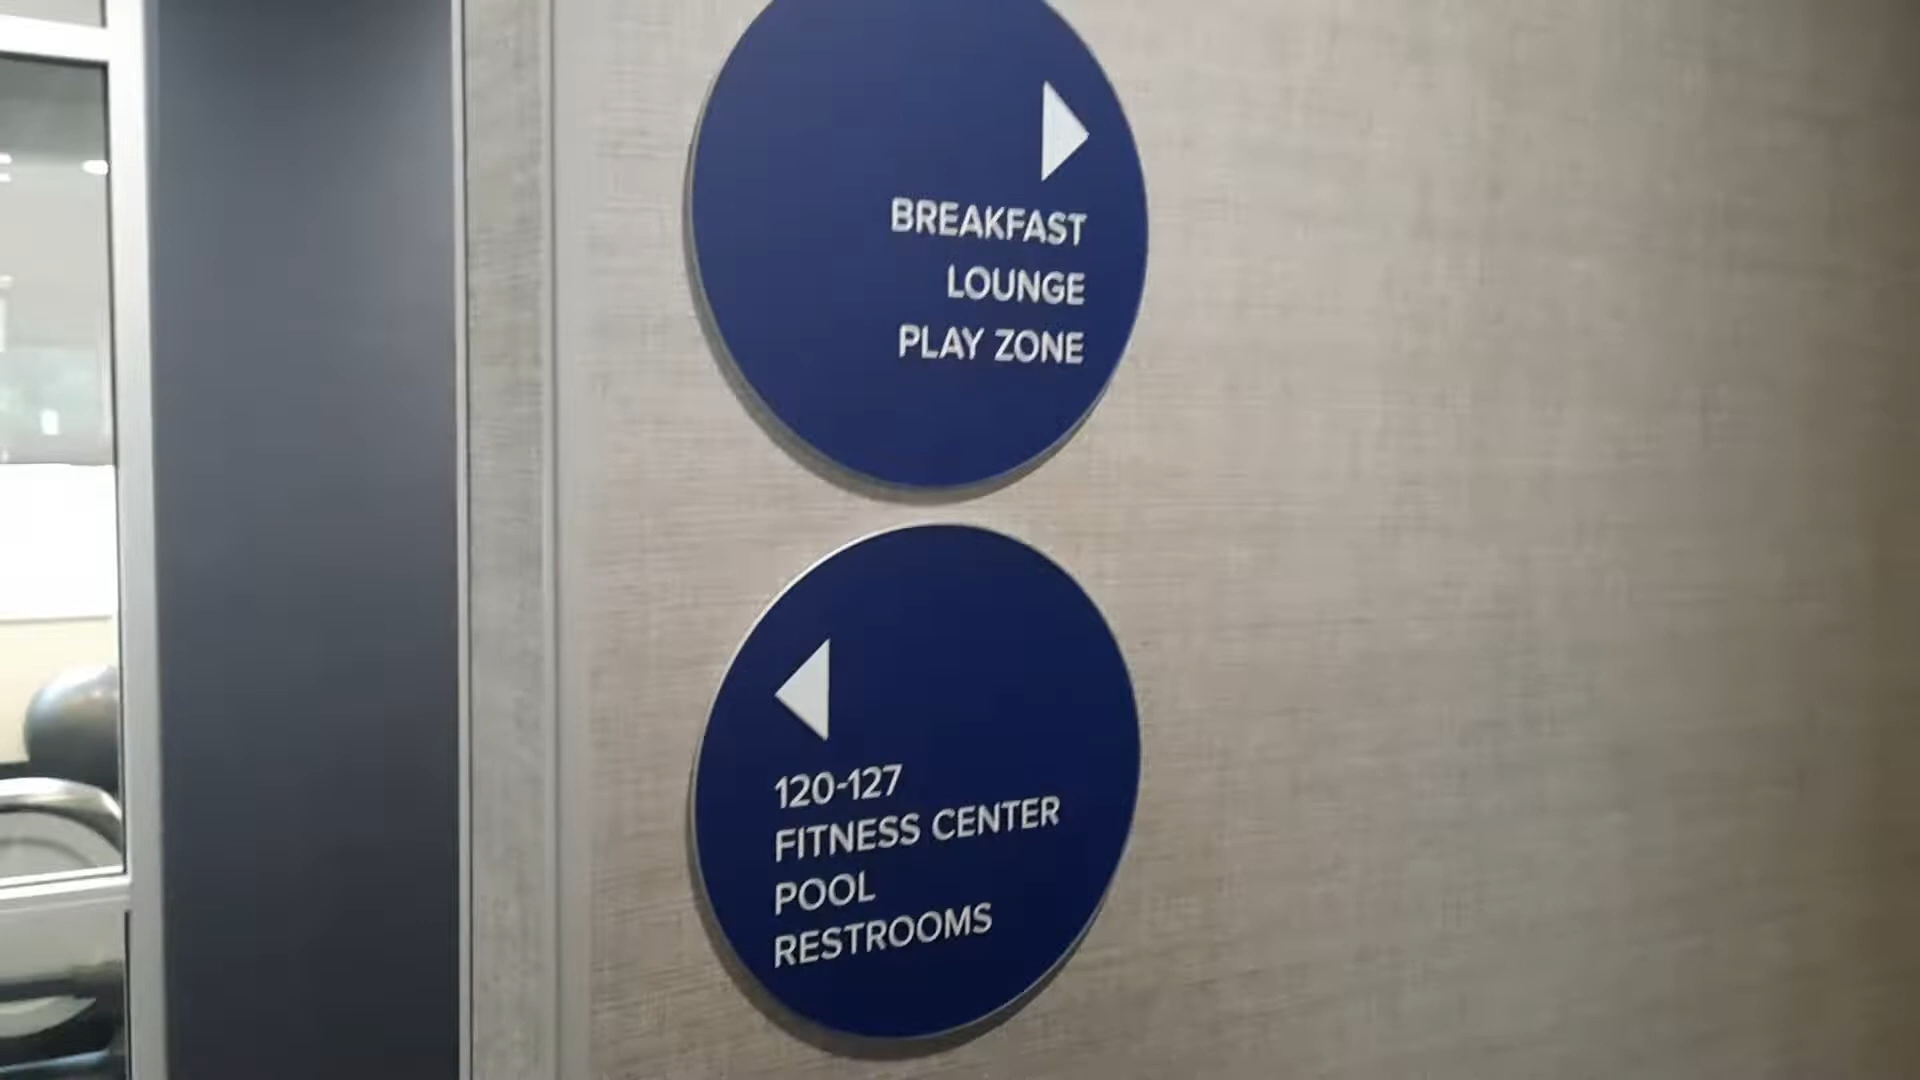 BREAKFAST
LOUNGE
PLAY ZONE
120-127
FITNESS CENTER
POOL
RESTROOMS